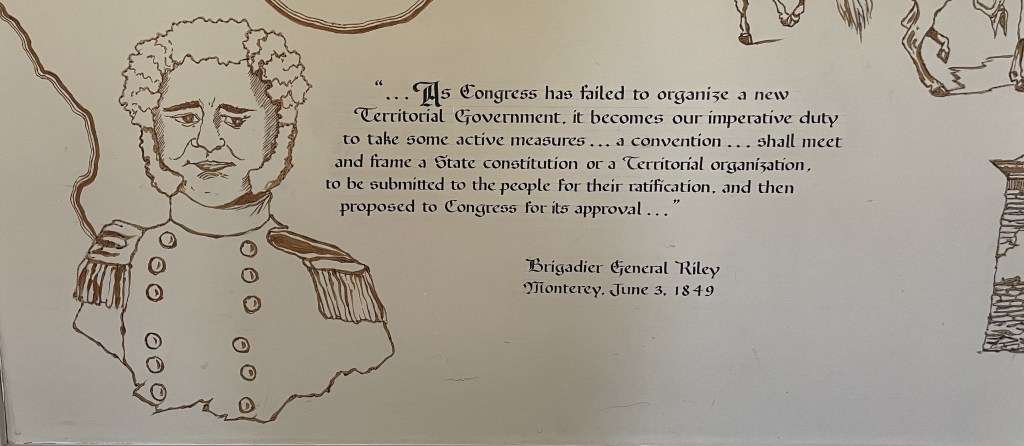 “... As Congress has failed to organize a new
Territorial Government, it becomes our imperative duty
to take some active measures ... a convention ... shall meet
and frame a State constitution or a Territorial organization,
to be submitted to the people for their ratification, and then
proposed to Congress for its approval ...”
Brigadier General Riley
Monterey, June 3, 1849